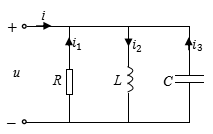 + i
i₁ i₂ i₃
u R L C
−